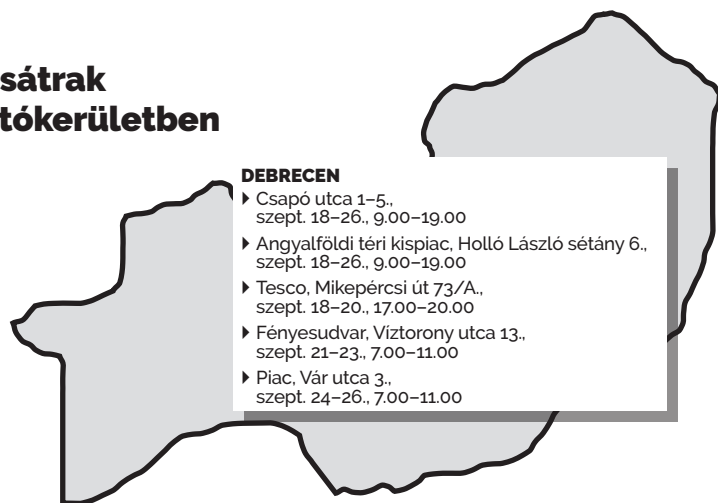 sátrak
tókerületben
DEBRECEN
Csapó utca 1–5.,
szept. 18–26., 9.00–19.00
Angyalföldi téri kispiac, Holló László sétány 6.,
szept. 18–26., 9.00–19.00
Tesco, Mikepércsi út 73/A.,
szept. 18–20., 17.00–20.00
Fényesudvar, Víztorony utca 13.,
szept. 21–23., 7.00–11.00
Piac, Vár utca 3.,
szept. 24–26., 7.00–11.00